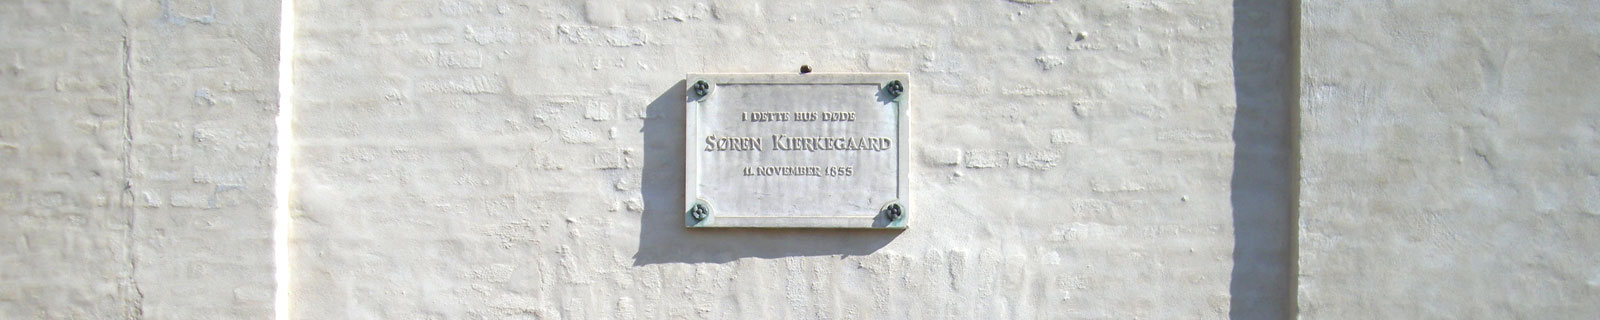 I DETTE HUS DØDE
SØREN KIERKEGAARD
11. NOVEMBER 1855